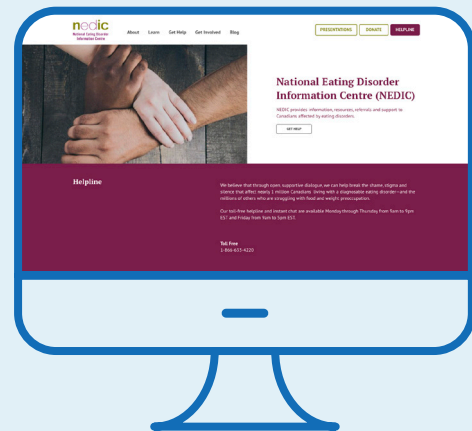 nedic
National Eating Disorder
Information Centre
About Learn Get Help Get Involved Blog
PRESENTATIONS DONATE HELPLINE
National Eating Disorder
Information Centre (NEDIC)
NEDIC provides information, resources, referrals and support to
Canadians affected by eating disorders.
GET HELP
Helpline
We believe that through open, supportive dialogue, we can help break the shame, stigma and
silence that affect nearly 1 million Canadians living with a diagnosable eating disorder—and the
millions of others who are struggling with food and weight preoccupation.
Our toll-free helpline and instant chat are available Monday through Thursday from 9am to 9pm
EST and Friday from 9am to 5pm EST.
Toll Free
1-866-633-4220